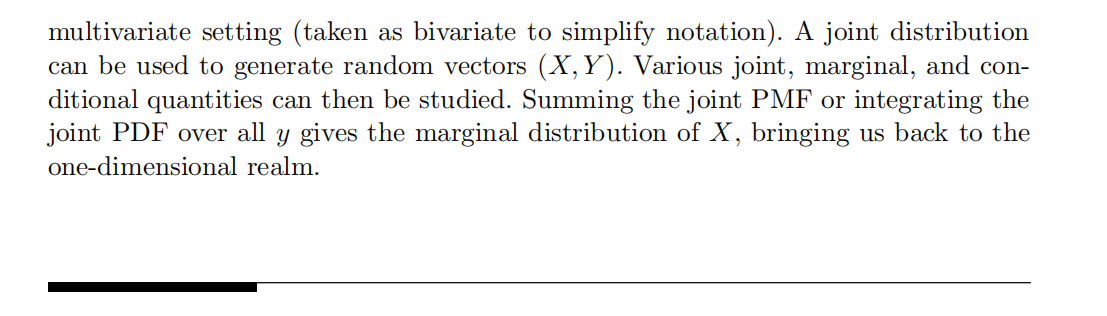 multivariate setting (taken as bivariate to simplify notation). A joint distribution
can be used to generate random vectors (X, Y). Various joint, marginal, and con-
ditional quantities can then be studied. Summing the joint PMF or integrating the
joint PDF over all y gives the marginal distribution of X, bringing us back to the
one-dimensional realm.